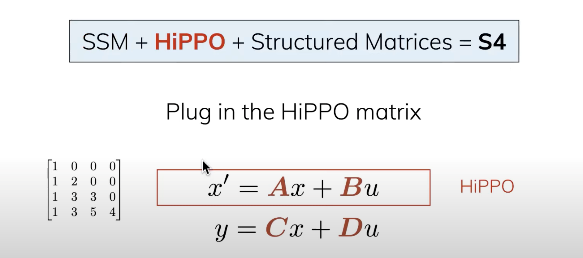 SSM + HiPPO + Structured Matrices = S4
Plug in the HiPPO matrix
1 0 0 0
1 2 0 0
1 3 3 0
1 3 5 4
x′ = Ax + Bu
HiPPO
y = Cx + Du